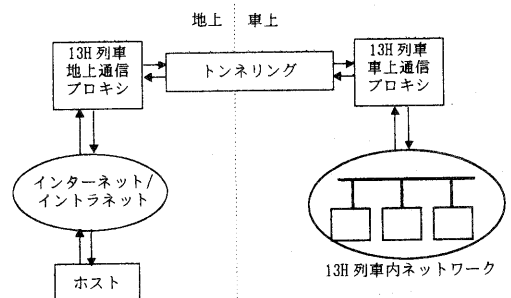 地上 車上
13H 列車
地上通信
プロキシ
トンネリング
13H 列車
車上通信
プロキシ
インターネット/
イントラネット
ホスト
13H 列車内ネットワーク